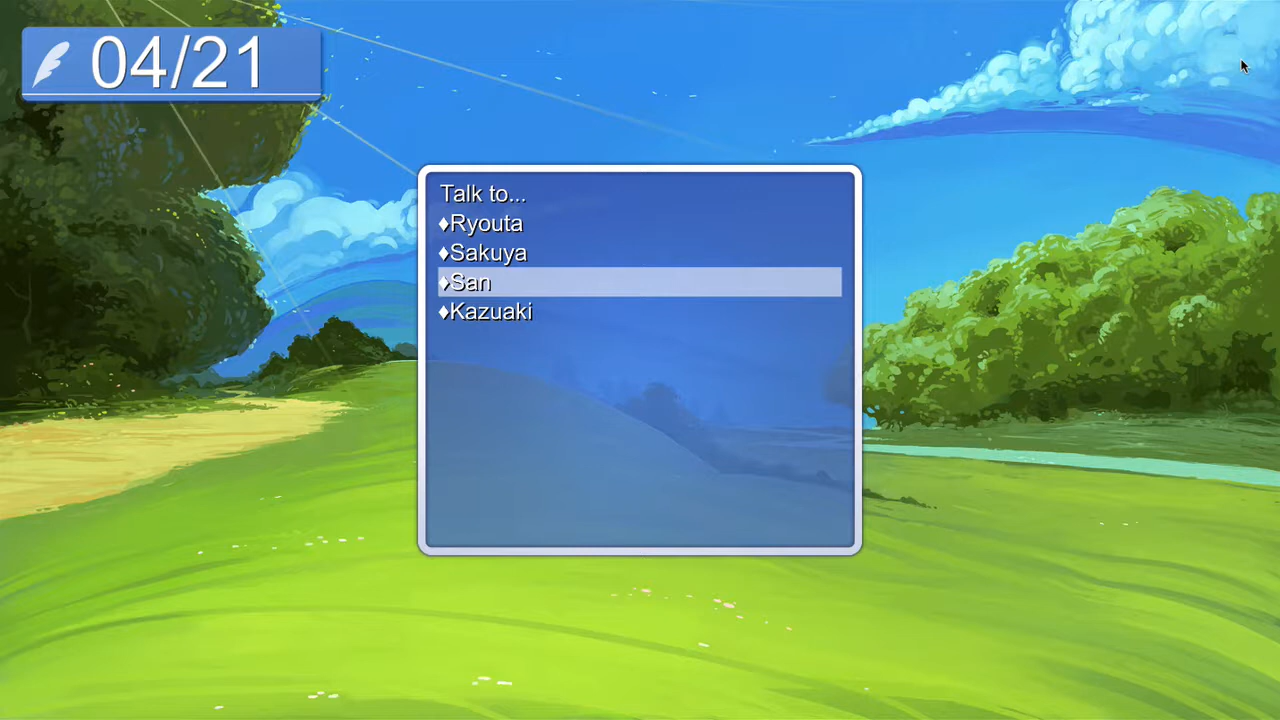 04/21
Talk to...
♦Ryouta
♦Sakuya
♦San
♦Kazuaki